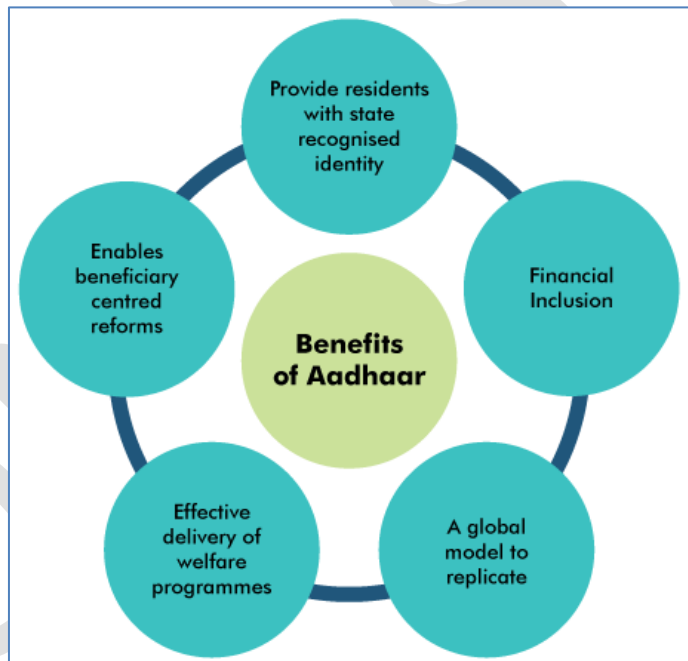 Provide residents
with state
recognised
identity
Enables
beneficiary
centred
reforms
Financial
Inclusion
Benefits
of Aadhaar
Effective
delivery of
welfare
programmes
A global
model to
replicate